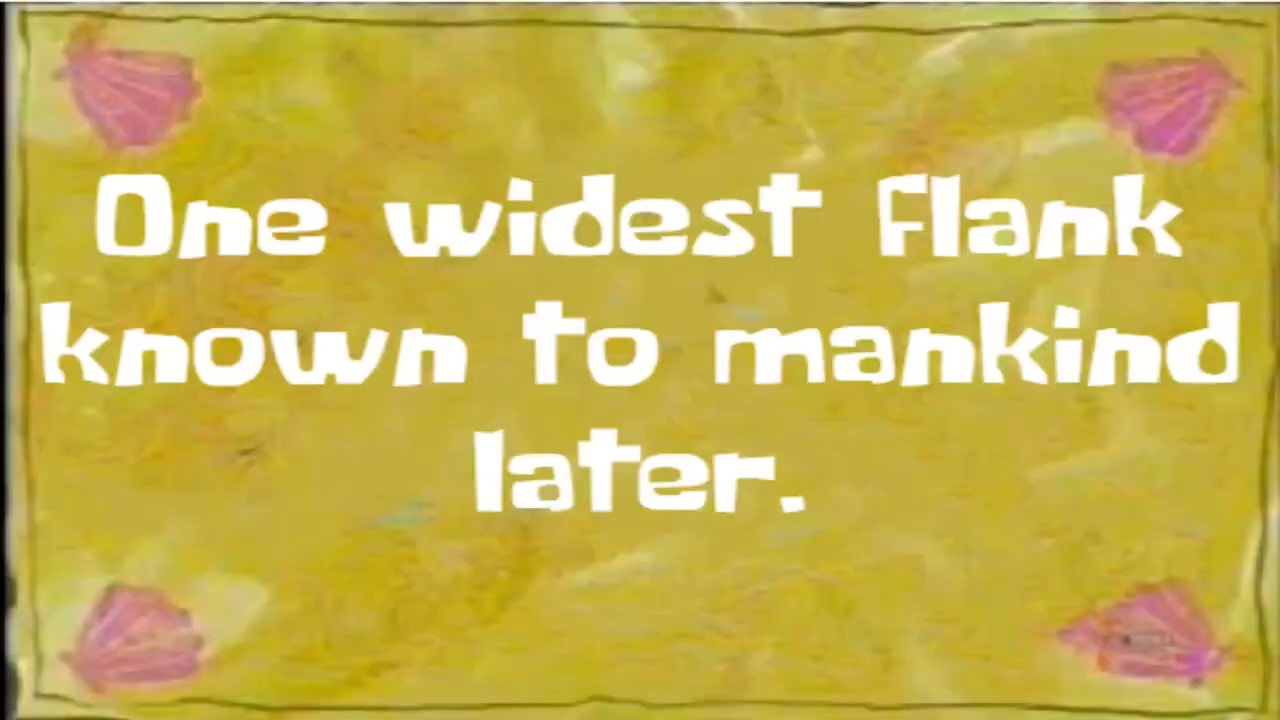 One widest flank
known to mankind
later.